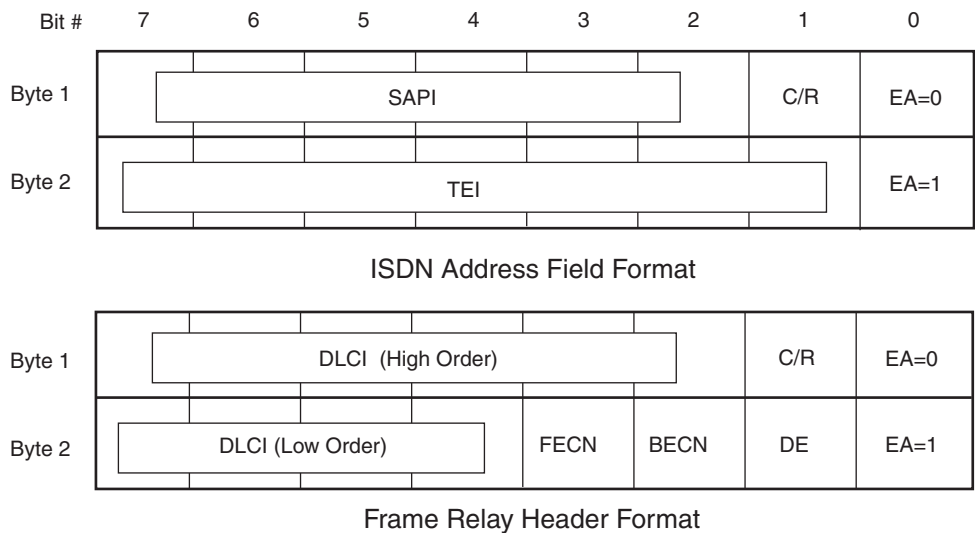 Bit # 7 6 5 4 3 2 1 0
Byte 1 SAPI C/R EA=0
Byte 2 TEI EA=1
ISDN Address Field Format
Byte 1 DLCI (High Order) C/R EA=0
Byte 2 DLCI (Low Order) FECN BECN DE EA=1
Frame Relay Header Format